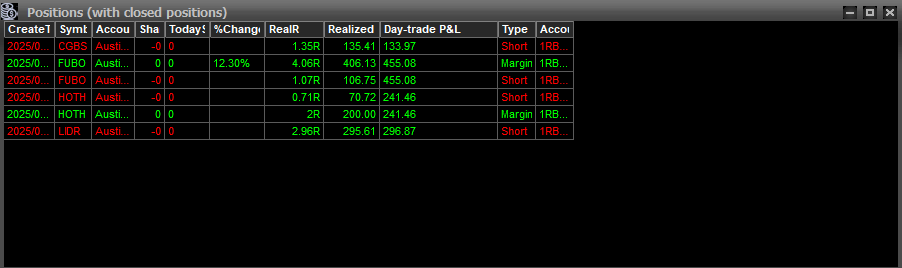 Positions (with closed positions)
CreateT Symb Accou Sha TodayS %Change RealR Realized Day-trade P&L Type Accou
2025/0... CGBS Austi... -0 0 1.35R 135.41 133.97 Short 1RB...
2025/0... FUBO Austi... 0 0 12.30% 4.06R 406.13 455.08 Margin 1RB...
2025/0... FUBO Austi... -0 0 1.07R 106.75 455.08 Short 1RB...
2025/0... HOTH Austi... -0 0 0.71R 70.72 241.46 Short 1RB...
2025/0... HOTH Austi... 0 0 2R 200.00 241.46 Margin 1RB...
2025/0... LIDR Austi... -0 0 2.96R 295.61 296.87 Short 1RB...